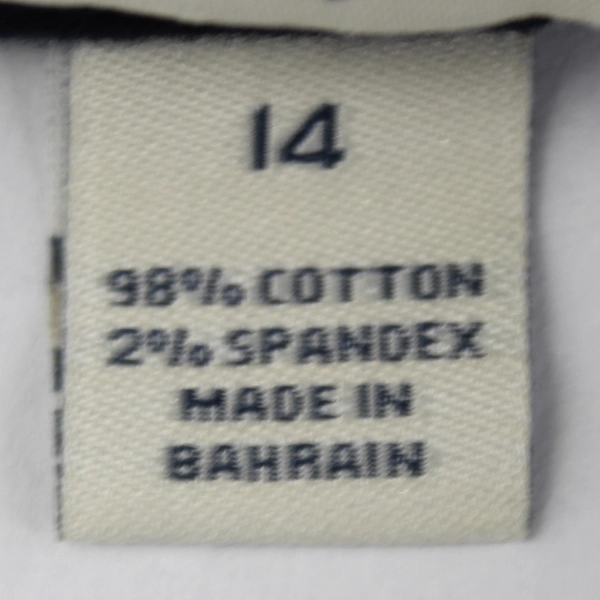 14
98% COTTON
2% SPANDEX
MADE IN
BAHRAIN